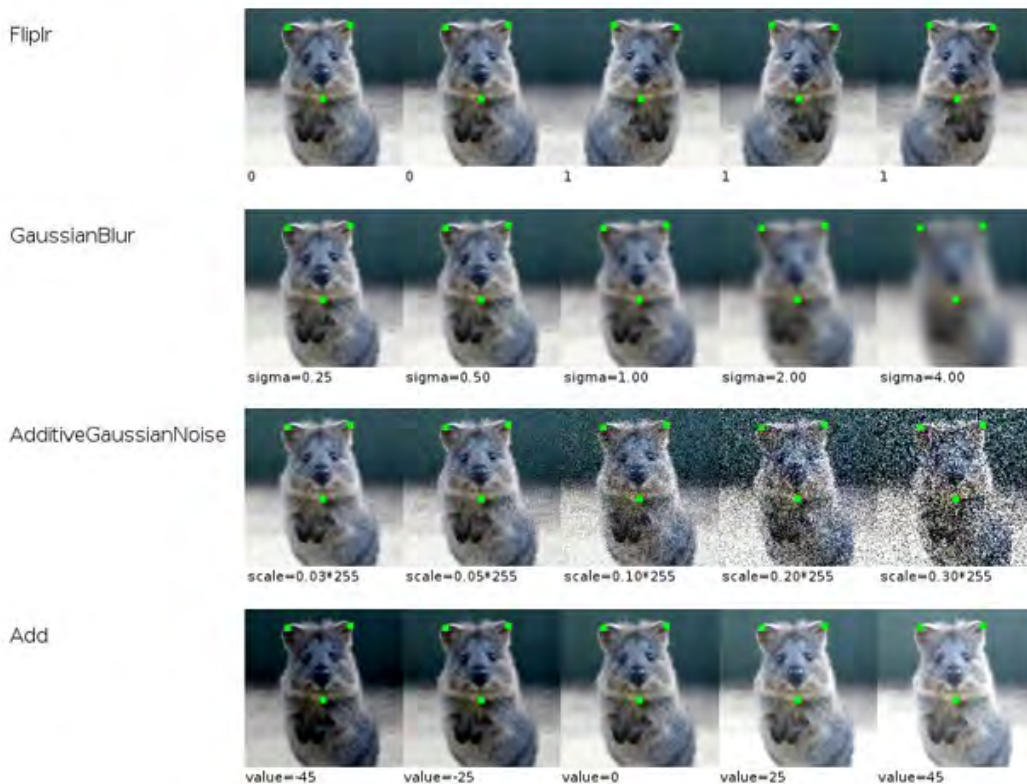 Fliplr
0 0 1 1 1
GaussianBlur
sigma=0.25 sigma=0.50 sigma=1.00 sigma=2.00 sigma=4.00
AdditiveGaussianNoise
scale=0.03*255 scale=0.05*255 scale=0.10*255 scale=0.20*255 scale=0.30*255
Add
value=-45 value=-25 value=0 value=25 value=45